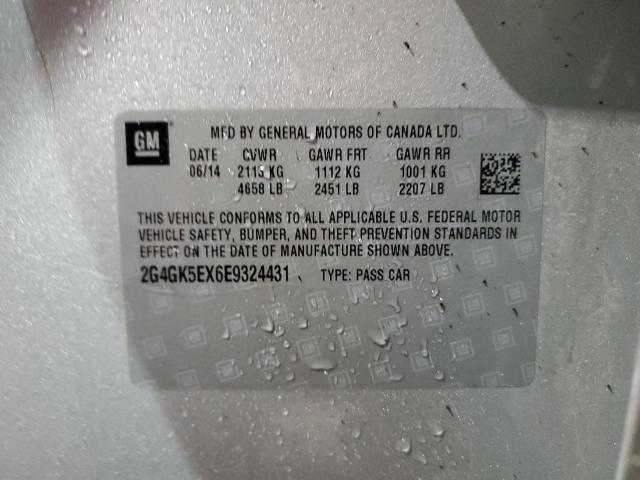 GM
MFD BY GENERAL MOTORS OF CANADA LTD.
DATE GVWR GAWR FRT GAWR RR
06/14 2113 KG 1112 KG 1001 KG
4658 LB 2451 LB 2207 LB
THIS VEHICLE CONFORMS TO ALL APPLICABLE U.S. FEDERAL MOTOR
VEHICLE SAFETY, BUMPER, AND THEFT PREVENTION STANDARDS IN
EFFECT ON THE DATE OF MANUFACTURE SHOWN ABOVE.
2G4GK5EX6E9324431 TYPE: PASS CAR